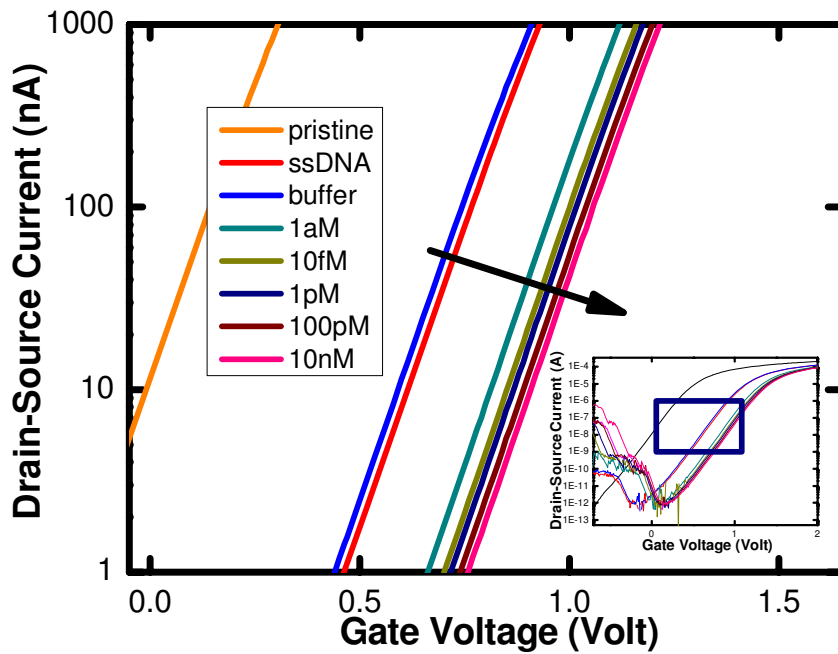 1000
100
10
1
Drain-Source Current (nA)
pristine
ssDNA
buffer
1aM
10fM
1pM
100pM
10nM
Drain-Source Current (A)
1E-4
1E-5
1E-6
1E-7
1E-8
1E-9
1E-10
1E-11
1E-12
1E-13
0 1 2
Gate Voltage (Volt)
0.0 0.5 1.0 1.5
Gate Voltage (Volt)